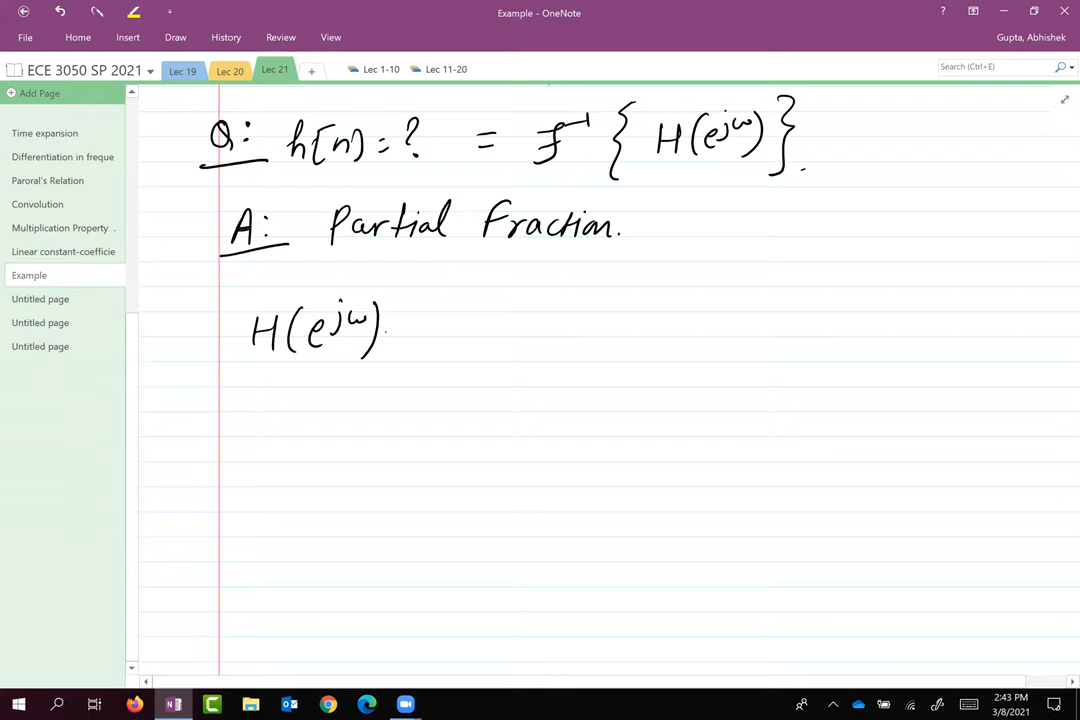 Example - OneNote
?
File Home Insert Draw History Review View
Gupta, Abhishek
ECE 3050 SP 2021
Lec 19 Lec 20 Lec 21 + Lec 1-10 Lec 11-20
Search (Ctrl+E)
Add Page
Time expansion
Differentiation in freque
Paroral's Relation
Convolution
Multiplication Property .
Linear constant-coefficie
Example
Untitled page
Untitled page
Untitled page
Q: h[n] = ? = F⁻¹ { H(e^jω) }.
A: Partial Fraction.
H(e^jω)
2:43 PM
3/8/2021